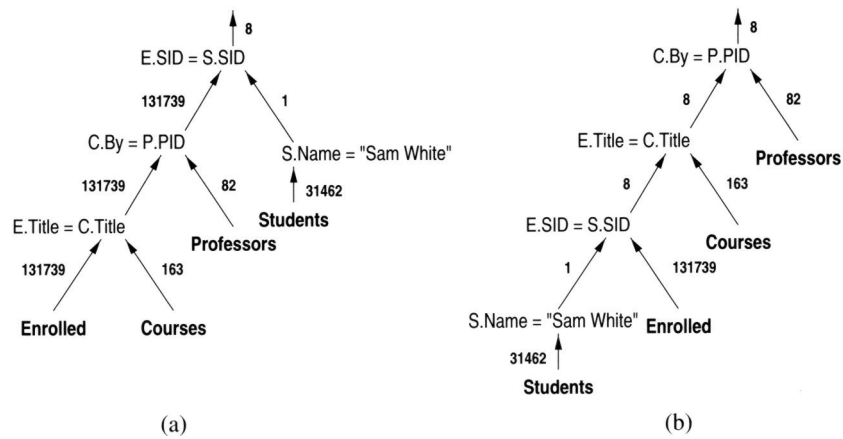 8
E.SID = S.SID
131739
1
C.By = P.PID
S.Name = "Sam White"
131739
82
31462
Students
E.Title = C.Title
Professors
131739
163
Enrolled
Courses
(a)
8
C.By = P.PID
8
82
E.Title = C.Title
Professors
8
163
E.SID = S.SID
Courses
1
131739
S.Name = "Sam White"
Enrolled
31462
Students
(b)